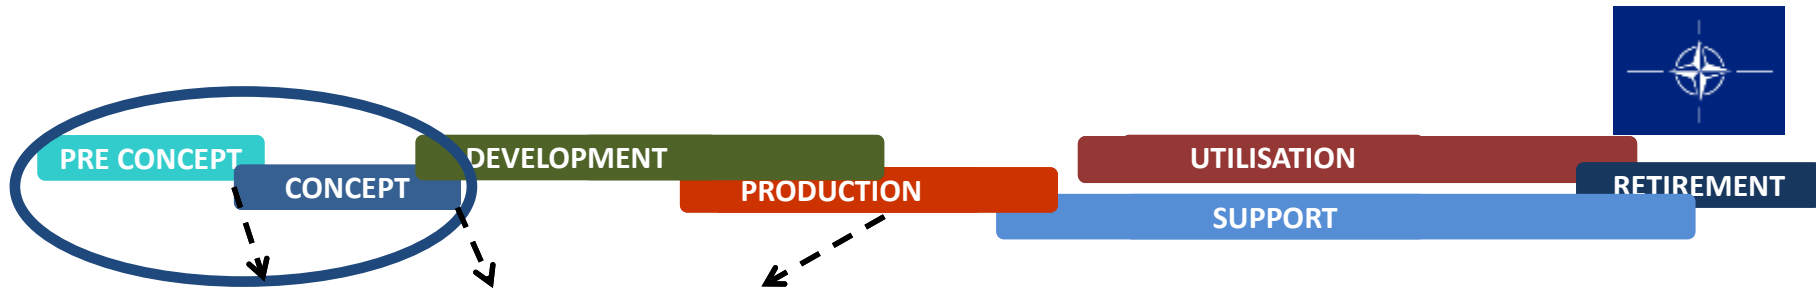 PRE CONCEPT
CONCEPT
DEVELOPMENT
PRODUCTION
UTILISATION
SUPPORT
RETIREMENT